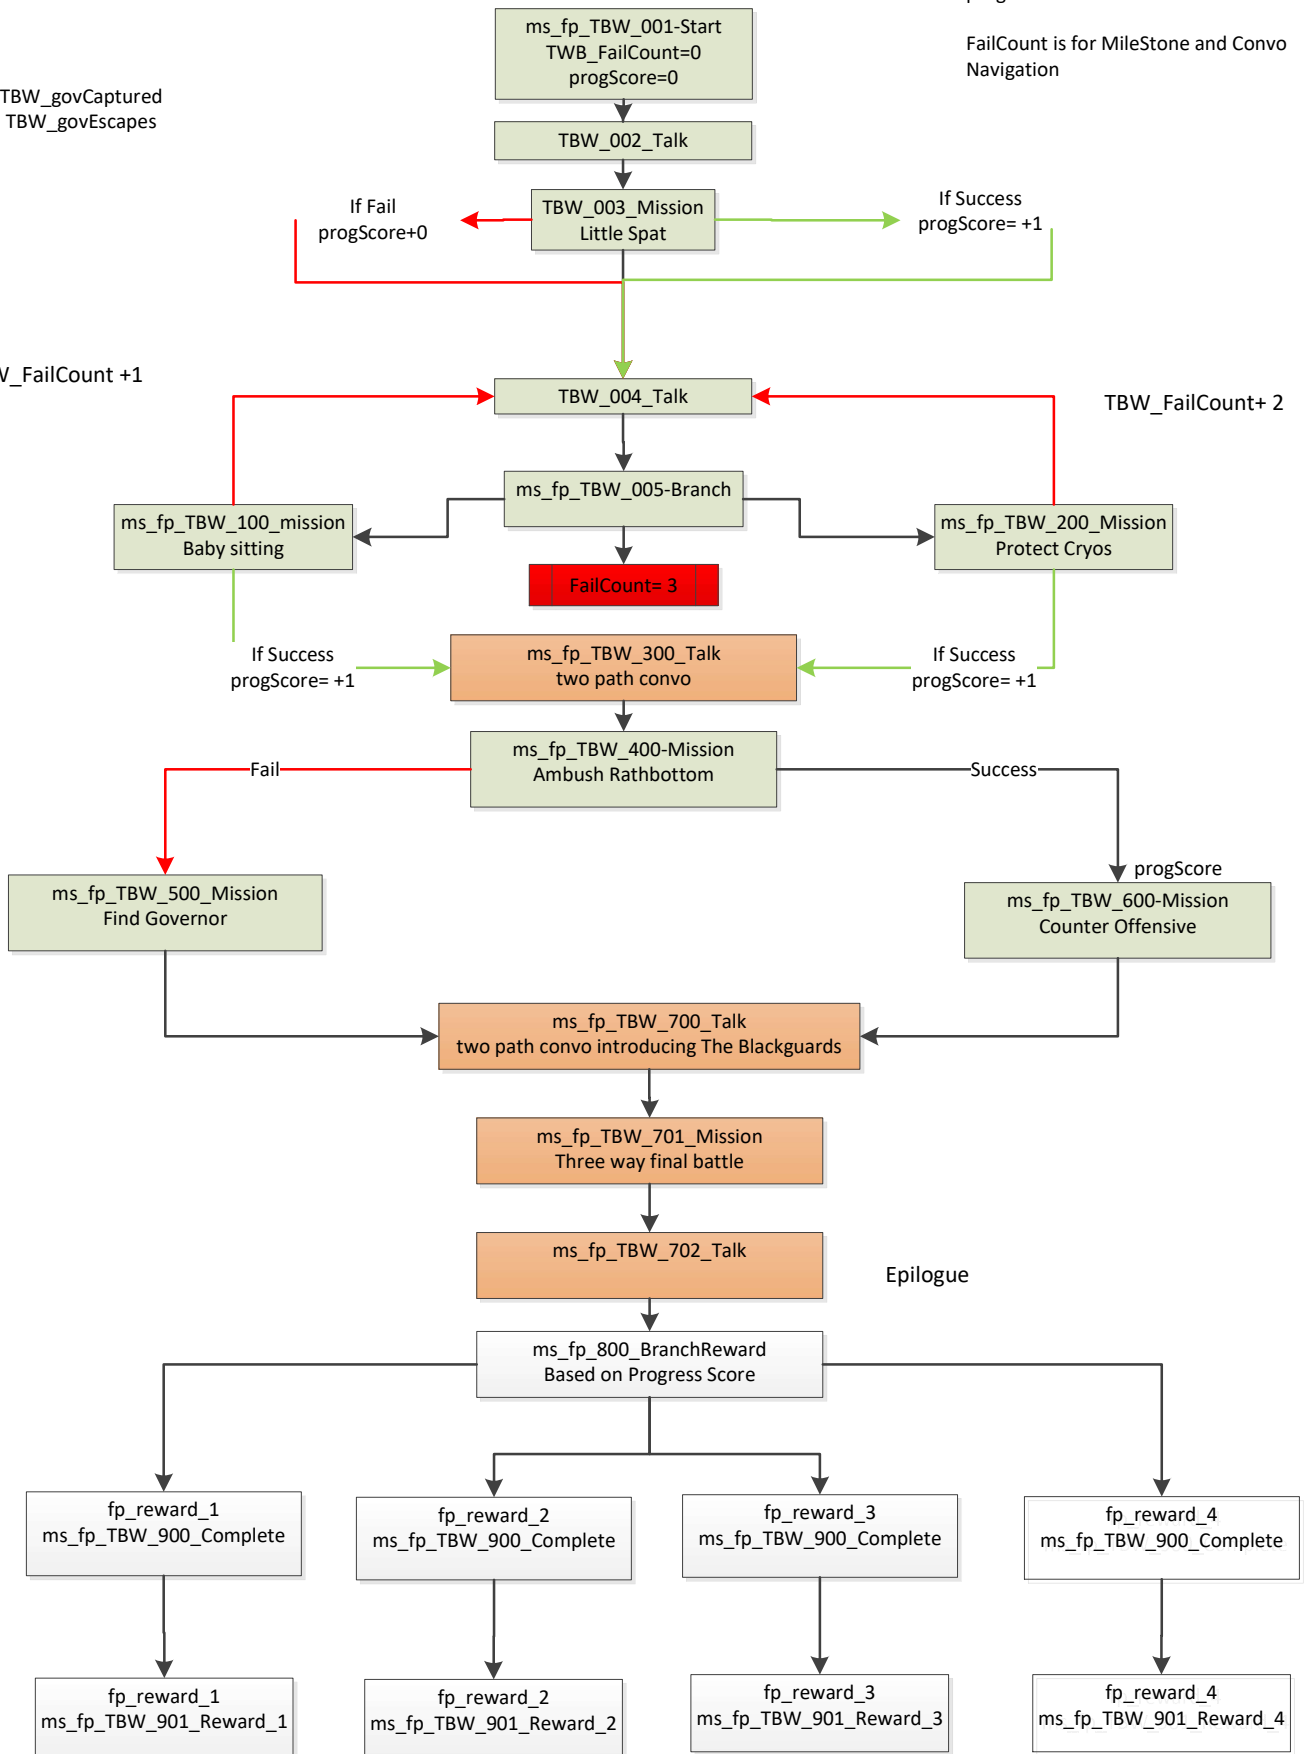 ms_fp_TBW_001-Start
TWB_FailCount=0
progScore=0
FailCount is for MileStone and Convo
Navigation
TBW_govCaptured
TBW_govEscapes
TBW_002_Talk
If Fail
progScore+0
TBW_003_Mission
Little Spat
If Success
progScore= +1
W_FailCount +1
TBW_004_Talk
TBW_FailCount+ 2
ms_fp_TBW_005-Branch
ms_fp_TBW_100_mission
Baby sitting
ms_fp_TBW_200_Mission
Protect Cryos
FailCount= 3
If Success
progScore= +1
ms_fp_TBW_300_Talk
two path convo
If Success
progScore= +1
ms_fp_TBW_400-Mission
Ambush Rathbottom
Fail
Success
progScore
ms_fp_TBW_500_Mission
Find Governor
ms_fp_TBW_600-Mission
Counter Offensive
ms_fp_TBW_700_Talk
two path convo introducing The Blackguards
ms_fp_TBW_701_Mission
Three way final battle
ms_fp_TBW_702_Talk
Epilogue
ms_fp_800_BranchReward
Based on Progress Score
fp_reward_1
ms_fp_TBW_900_Complete
fp_reward_2
ms_fp_TBW_900_Complete
fp_reward_3
ms_fp_TBW_900_Complete
fp_reward_4
ms_fp_TBW_900_Complete
fp_reward_1
ms_fp_TBW_901_Reward_1
fp_reward_2
ms_fp_TBW_901_Reward_2
fp_reward_3
ms_fp_TBW_901_Reward_3
fp_reward_4
ms_fp_TBW_901_Reward_4